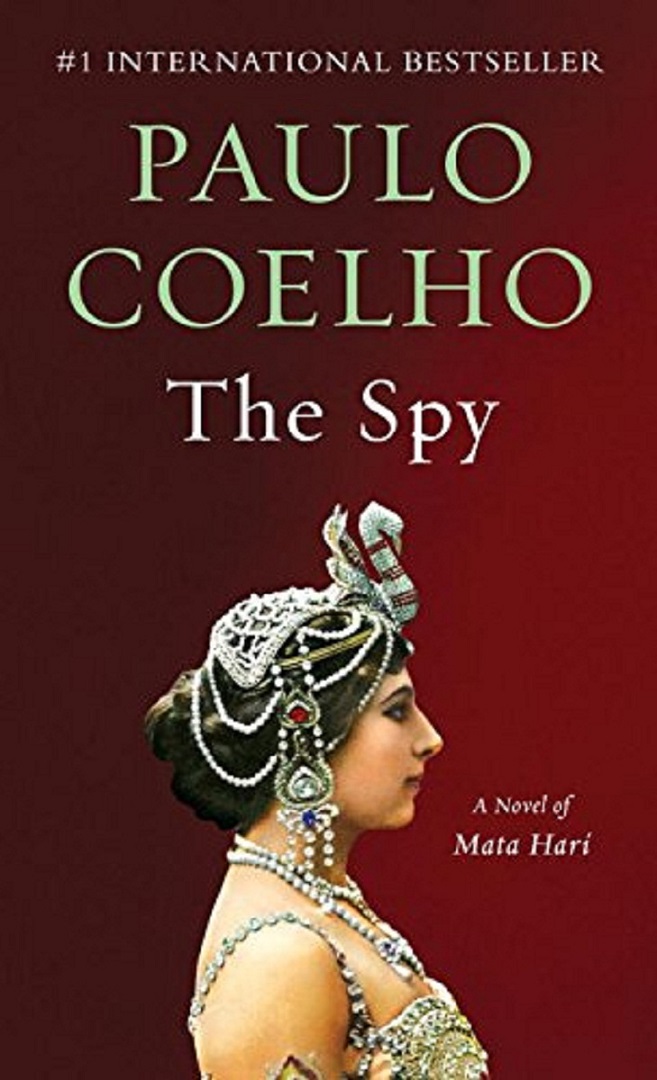 #1 INTERNATIONAL BESTSELLER
PAULO
COELHO
The Spy
A Novel of
Mata Hari